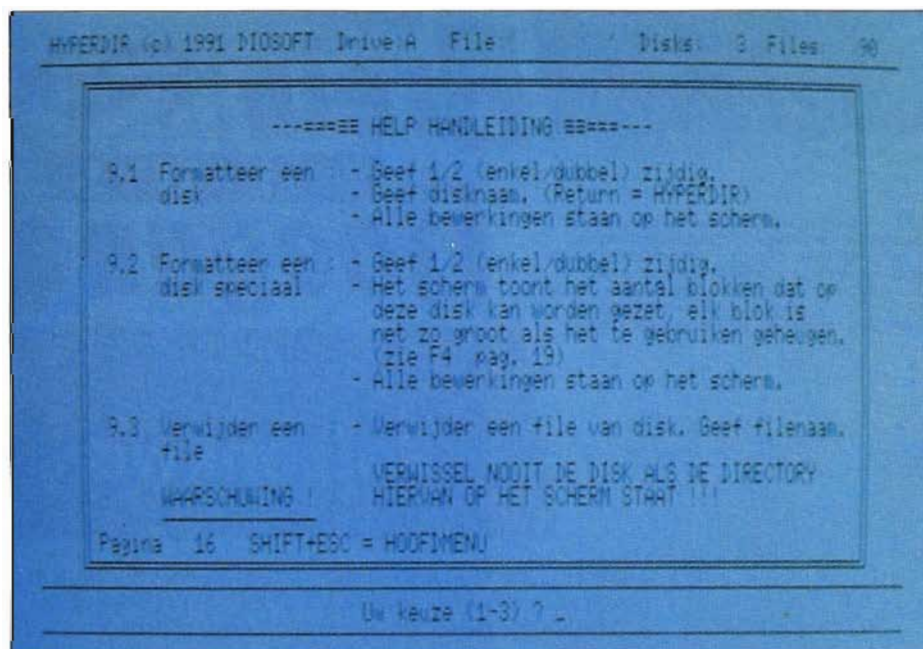 HYPERDIR (c) 1991 DIOSOFT Drive:A File: Disks: 3 Files: 90
---===≡≡ HELP HANDLEIDING ≡≡===---
9.1 Formatteer een : - Geef 1/2 (enkel/dubbel) zijdig.
disk - Geef disknaam. (Return = HYPERDIR)
- Alle bewerkingen staan op het scherm.
9.2 Formatteer een : - Geef 1/2 (enkel/dubbel) zijdig.
disk speciaal - Het scherm toont het aantal blokken dat op
deze disk kan worden gezet, elk blok is
net zo groot als het te gebruiken geheugen.
(zie F4 pag. 19)
- Alle bewerkingen staan op het scherm.
9.3 Verwijder een : - Verwijder een file van disk. Geef filenaam.
file
VERWISSEL NOOIT DE DISK ALS DE DIRECTORY
WAARSCHUWING ! HIERVAN OP HET SCHERM STAAT !!!
Pagina 16 SHIFT+ESC = HOOFDMENU
Uw keuze (1-3) ? _